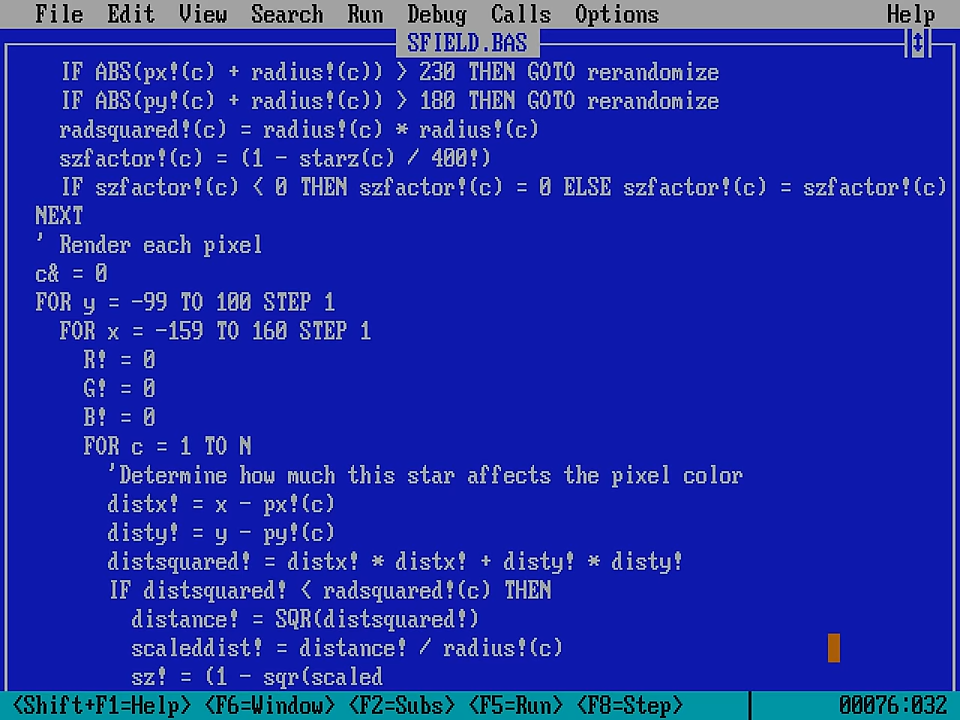 File Edit View Search Run Debug Calls Options Help
SFIELD.BAS
IF ABS(px!(c) + radius!(c)) > 230 THEN GOTO rerandomize
IF ABS(py!(c) + radius!(c)) > 180 THEN GOTO rerandomize
radsquared!(c) = radius!(c) * radius!(c)
szfactor!(c) = (1 - starz(c) / 400!)
IF szfactor!(c) < 0 THEN szfactor!(c) = 0 ELSE szfactor!(c) = szfactor!(c)
NEXT
' Render each pixel
c& = 0
FOR y = -99 TO 100 STEP 1
FOR x = -159 TO 160 STEP 1
R! = 0
G! = 0
B! = 0
FOR c = 1 TO N
'Determine how much this star affects the pixel color
distx! = x - px!(c)
disty! = y - py!(c)
distsquared! = distx! * distx! + disty! * disty!
IF distsquared! < radsquared!(c) THEN
distance! = SQR(distsquared!)
scaleddist! = distance! / radius!(c)
sz! = (1 - sqr(scaled
<Shift+F1=Help> <F6=Window> <F2=Subs> <F5=Run> <F8=Step> 00076:032